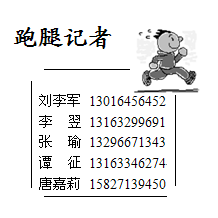 跑腿记者
刘李军 13016456452
李 翌 13163299691
张 瑜 13296671343
谭 征 13163346274
唐嘉莉 15827139450